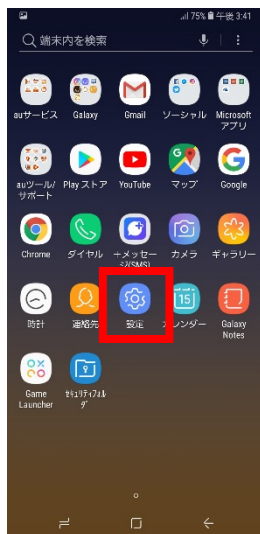 75% 午後 3:41
端末内を検索
auサービス Galaxy Gmail ソーシャル Microsoft
アプリ
auツール/ Play ストア YouTube マップ Google
サポート
Chrome ダイヤル ＋メッセー カメラ ギャラリー
ジ(SMS)
15
時計 連絡先 設定 カレンダー Galaxy
Notes
Game セキュリティフォル
Launcher ダ